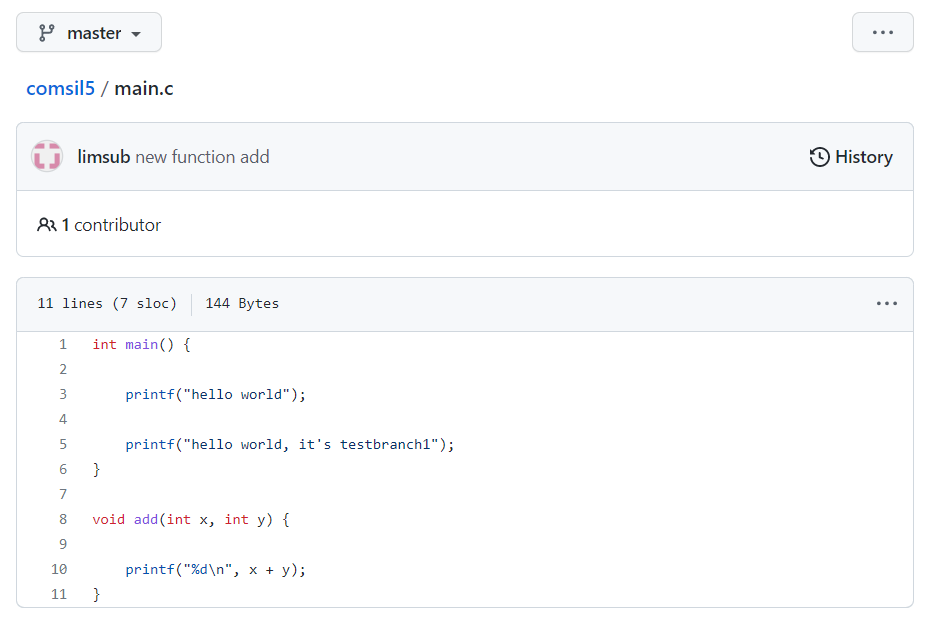 master
comsil5 / main.c
limsub new function add History
1 contributor
11 lines (7 sloc) 144 Bytes
1 int main() {
2
3     printf("hello world");
4
5     printf("hello world, it's testbranch1");
6 }
7
8 void add(int x, int y) {
9
10     printf("%d\n", x + y);
11 }